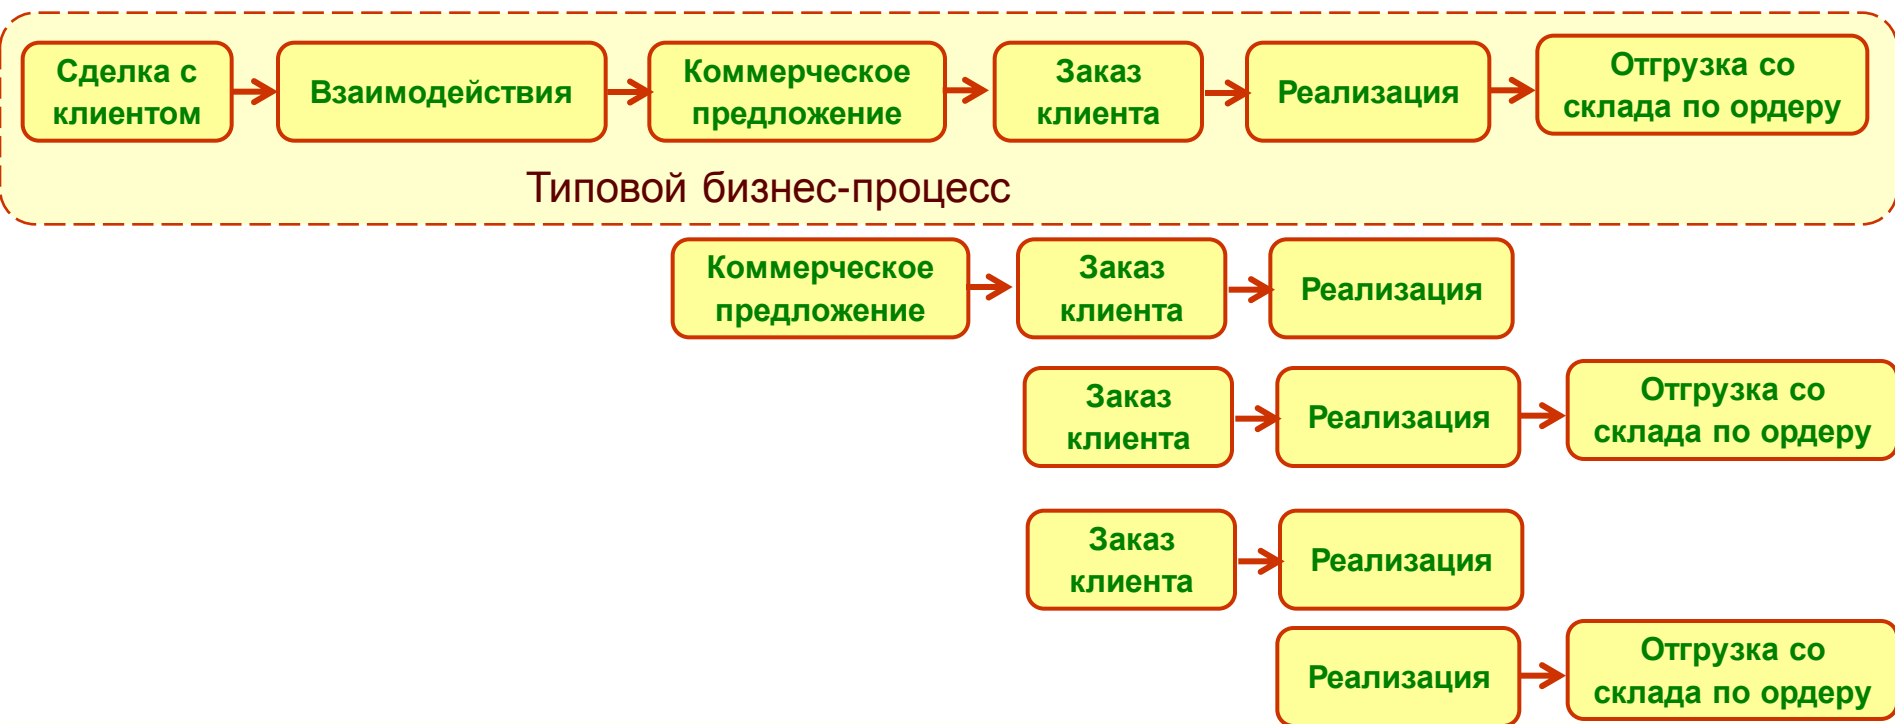 Сделка с
клиентом
Взаимодействия
Коммерческое
предложение
Заказ
клиента
Реализация
Отгрузка со
склада по ордеру
Типовой бизнес-процесс
Коммерческое
предложение
Заказ
клиента
Реализация
Заказ
клиента
Реализация
Отгрузка со
склада по ордеру
Заказ
клиента
Реализация
Реализация
Отгрузка со
склада по ордеру